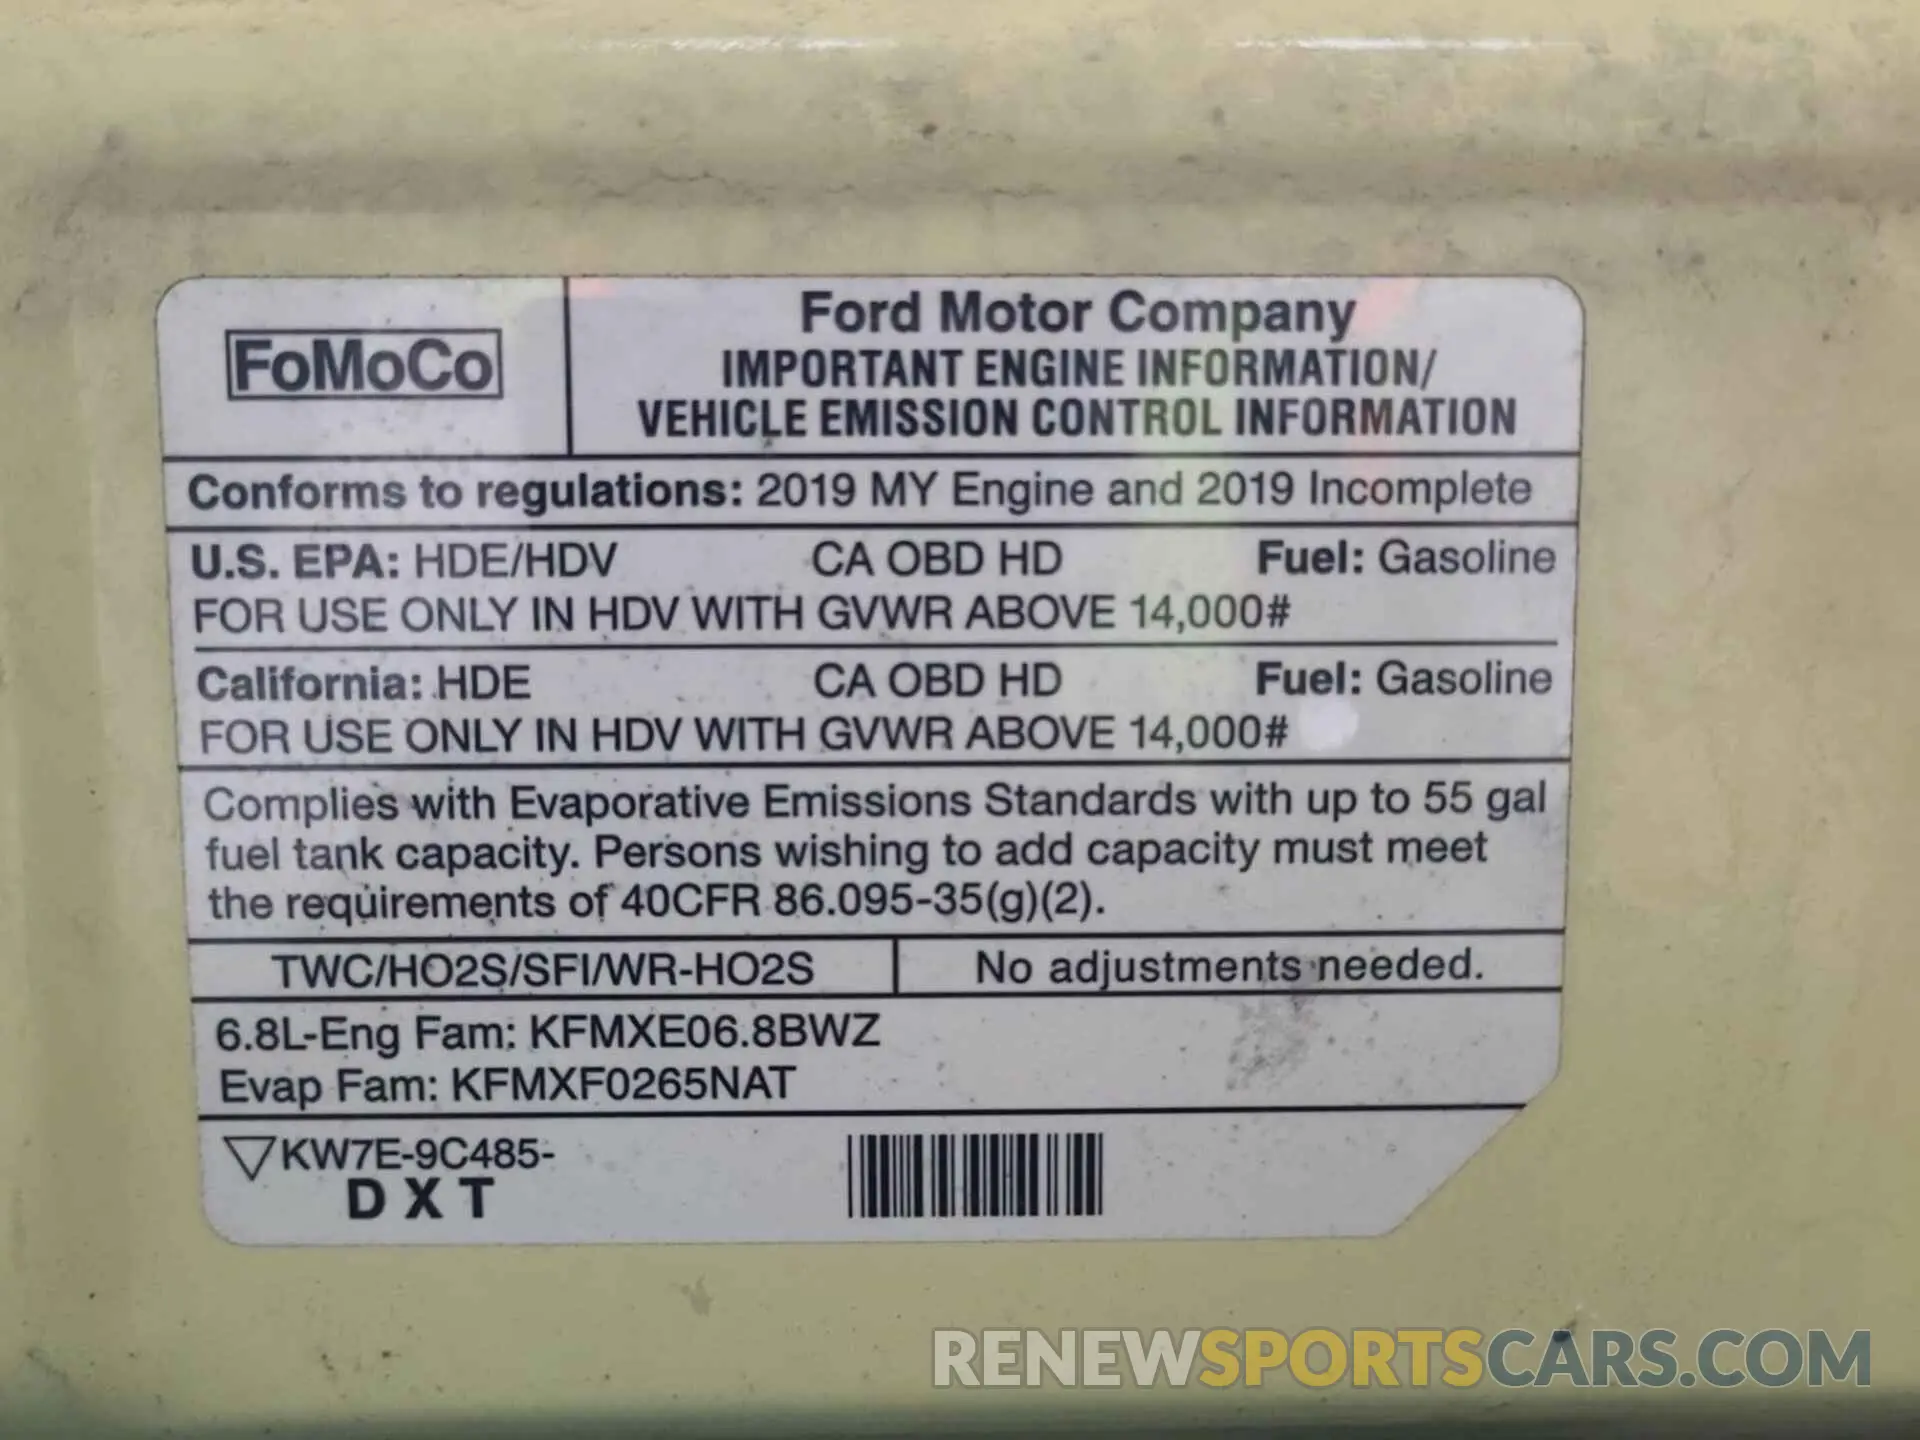 FoMoCo
Ford Motor Company
IMPORTANT ENGINE INFORMATION/
VEHICLE EMISSION CONTROL INFORMATION
Conforms to regulations: 2019 MY Engine and 2019 Incomplete
U.S. EPA: HDE/HDV CA OBD HD Fuel: Gasoline
FOR USE ONLY IN HDV WITH GVWR ABOVE 14,000#
California: HDE CA OBD HD Fuel: Gasoline
FOR USE ONLY IN HDV WITH GVWR ABOVE 14,000#
Complies with Evaporative Emissions Standards with up to 55 gal
fuel tank capacity. Persons wishing to add capacity must meet
the requirements of 40CFR 86.095-35(g)(2).
TWC/HO2S/SFI/WR-HO2S No adjustments needed.
6.8L-Eng Fam: KFMXE06.8BWZ
Evap Fam: KFMXF0265NAT
KW7E-9C485-
D X T
RENEWSPORTSCARS.COM